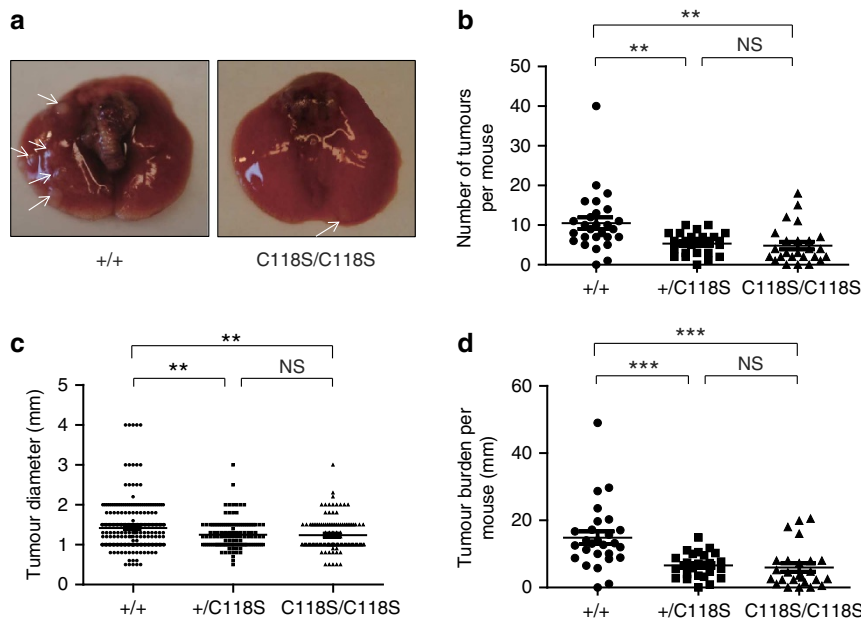 a
+/+
C118S/C118S
b
**
**
NS
Number of tumours
per mouse
50
40
30
20
10
0
+/+
+/C118S
C118S/C118S
c
**
**
NS
Tumour diameter (mm)
5
4
3
2
1
0
+/+
+/C118S
C118S/C118S
d
***
***
NS
Tumour burden per
mouse (mm)
60
40
20
0
+/+
+/C118S
C118S/C118S